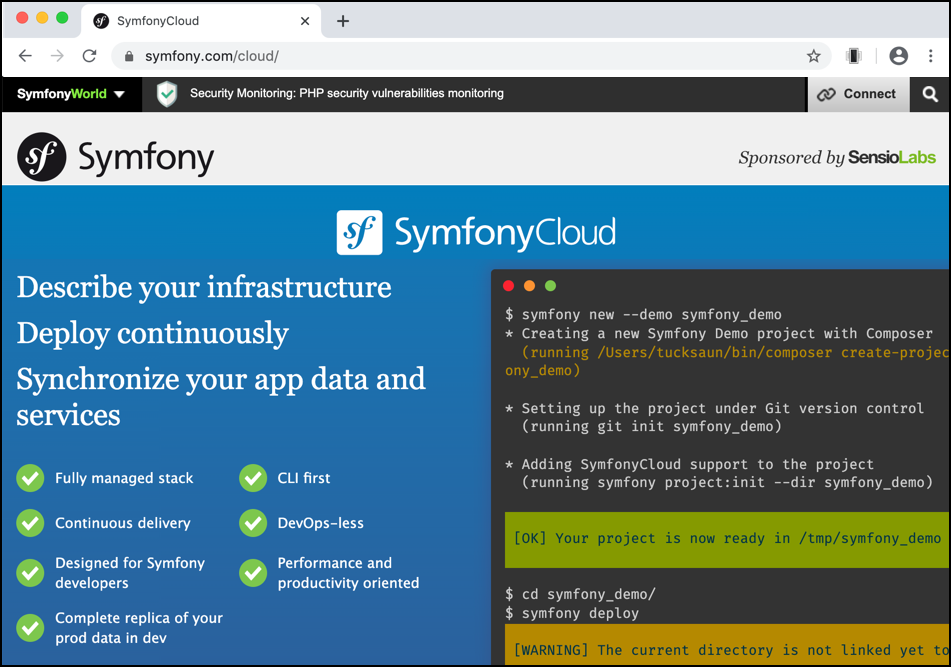 SymfonyCloud
symfony.com/cloud/
SymfonyWorld
Security Monitoring: PHP security vulnerabilities monitoring
Connect
sf Symfony
Sponsored by SensioLabs
sf SymfonyCloud
Describe your infrastructure
Deploy continuously
Synchronize your app data and
services
Fully managed stack
CLI first
Continuous delivery
DevOps-less
Designed for Symfony
developers
Performance and
productivity oriented
Complete replica of your
prod data in dev
$ symfony new --demo symfony_demo
* Creating a new Symfony Demo project with Composer
(running /Users/tucksaun/bin/composer create-projec
ony_demo)
* Setting up the project under Git version control
(running git init symfony_demo)
* Adding SymfonyCloud support to the project
(running symfony project:init --dir symfony_demo)
[OK] Your project is now ready in /tmp/symfony_demo
$ cd symfony_demo/
$ symfony deploy
[WARNING] The current directory is not linked yet to